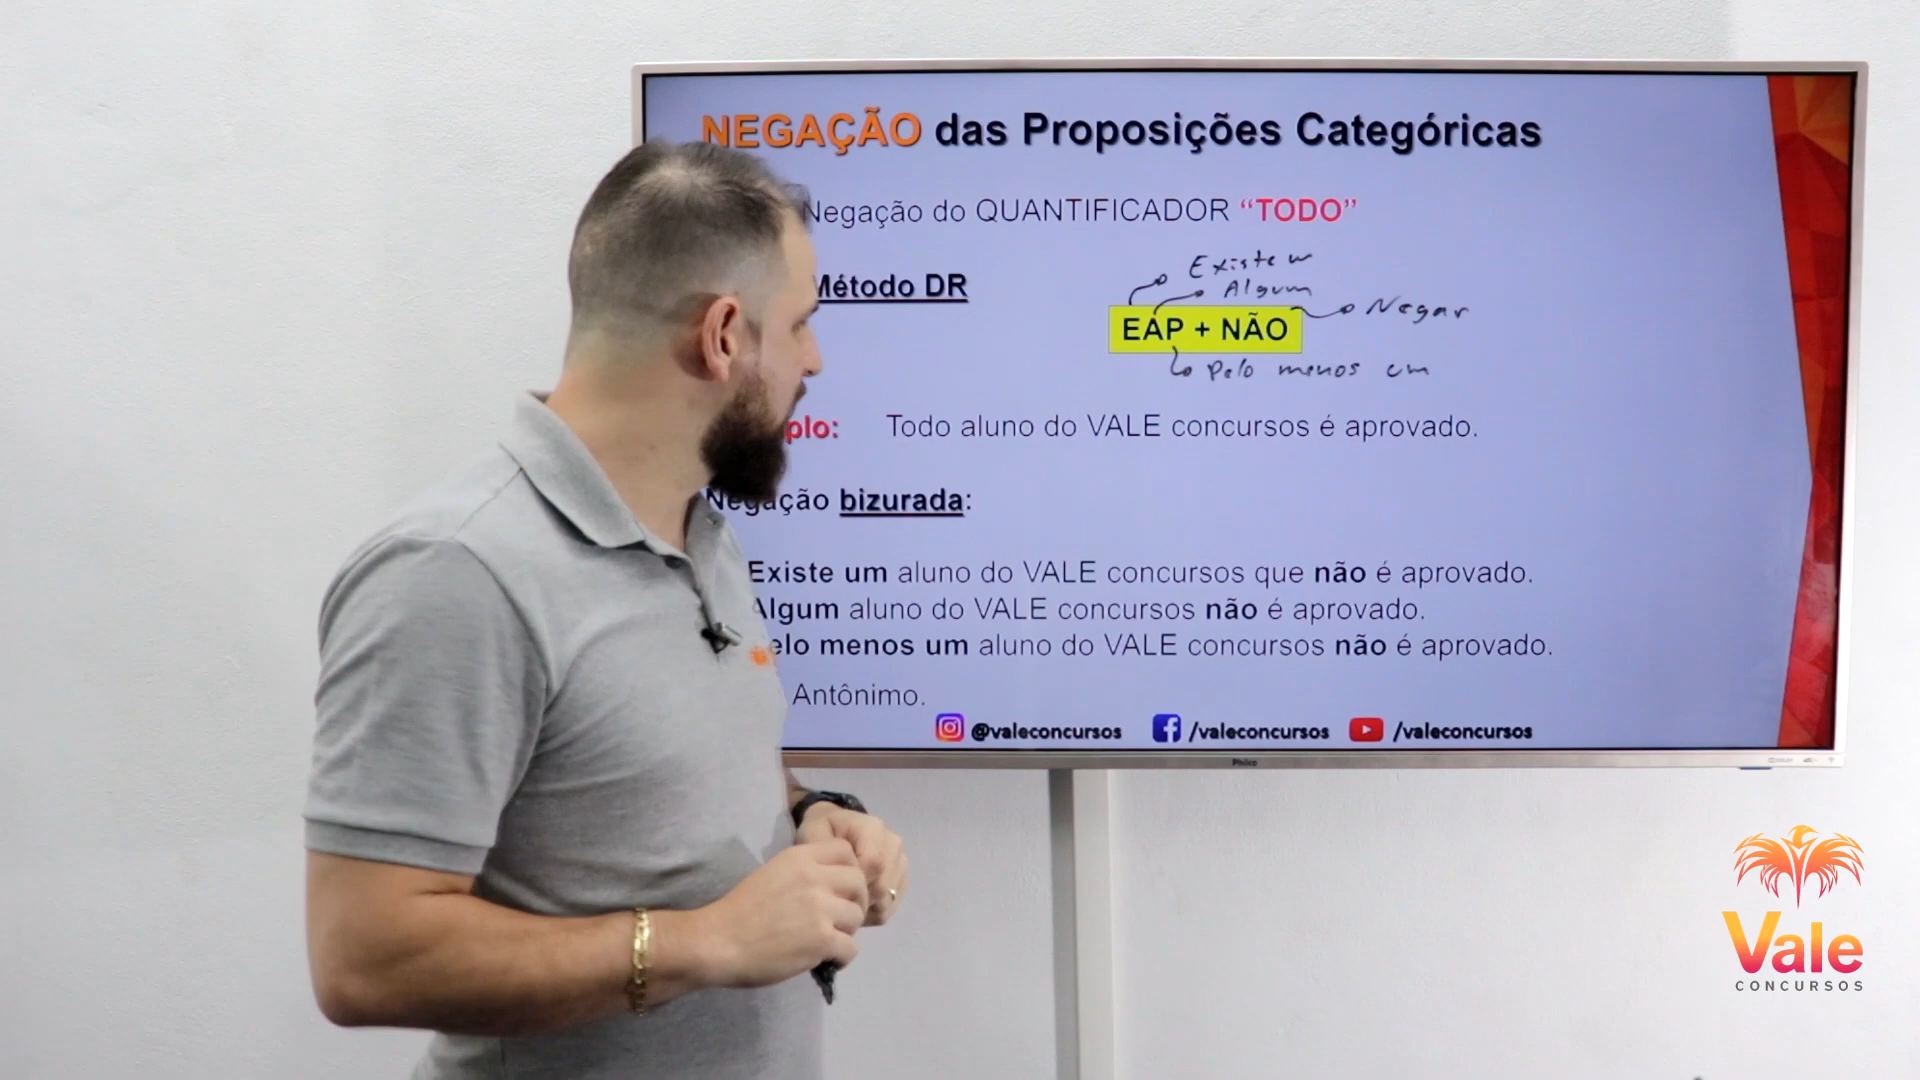 NEGAÇÃO das Proposições Categóricas
Negação do QUANTIFICADOR “TODO”
Método DR
Existe um
Algum
EAP + NÃO
Negar
Pelo menos um
plo: Todo aluno do VALE concursos é aprovado.
Negação bizurada:
Existe um aluno do VALE concursos que não é aprovado.
Algum aluno do VALE concursos não é aprovado.
elo menos um aluno do VALE concursos não é aprovado.
Antônimo.
@valeconcursos /valeconcursos /valeconcursos
Philco
Vale
CONCURSOS